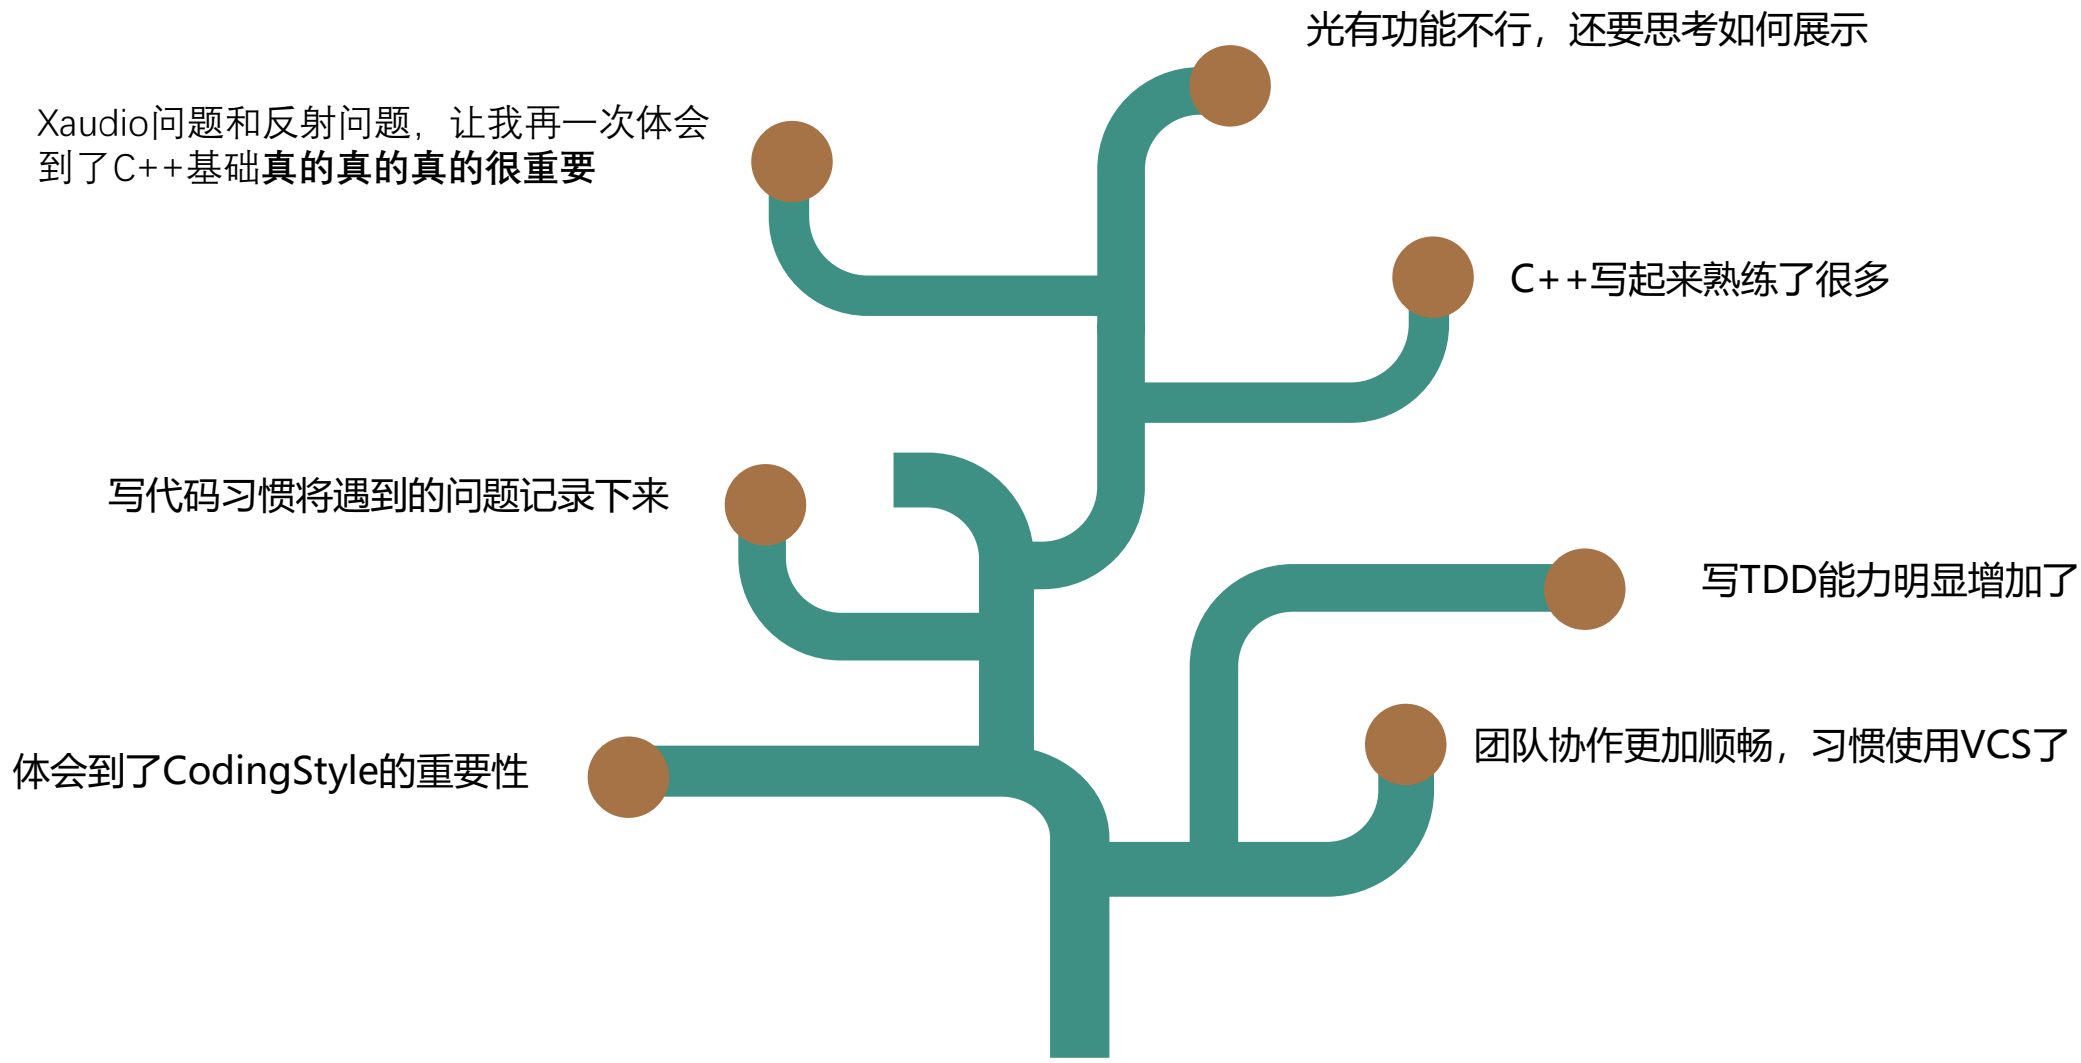 光有功能不行，还要思考如何展示
Xaudio问题和反射问题，让我再一次体会
到了C++基础真的真的真的很重要
C++写起来熟练了很多
写代码习惯将遇到的问题记录下来
写TDD能力明显增加了
团队协作更加顺畅，习惯使用VCS了
体会到了CodingStyle的重要性